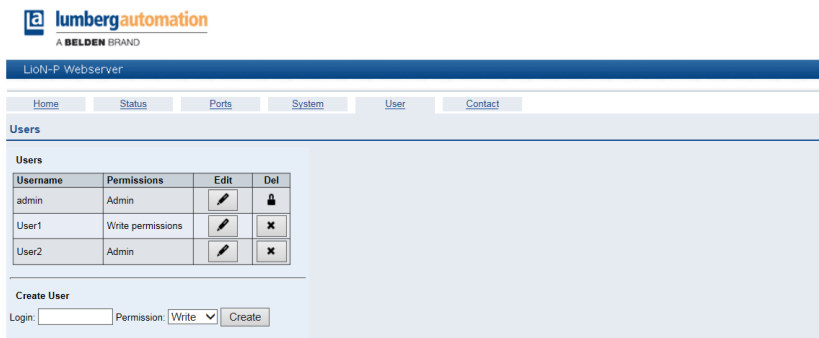 lumbergautomation
A BELDEN BRAND
LioN-P Webserver
Home Status Ports System User Contact
Users
Users
Username Permissions Edit Del
admin Admin
User1 Write permissions
User2 Admin
Create User
Login: Permission: Write Create